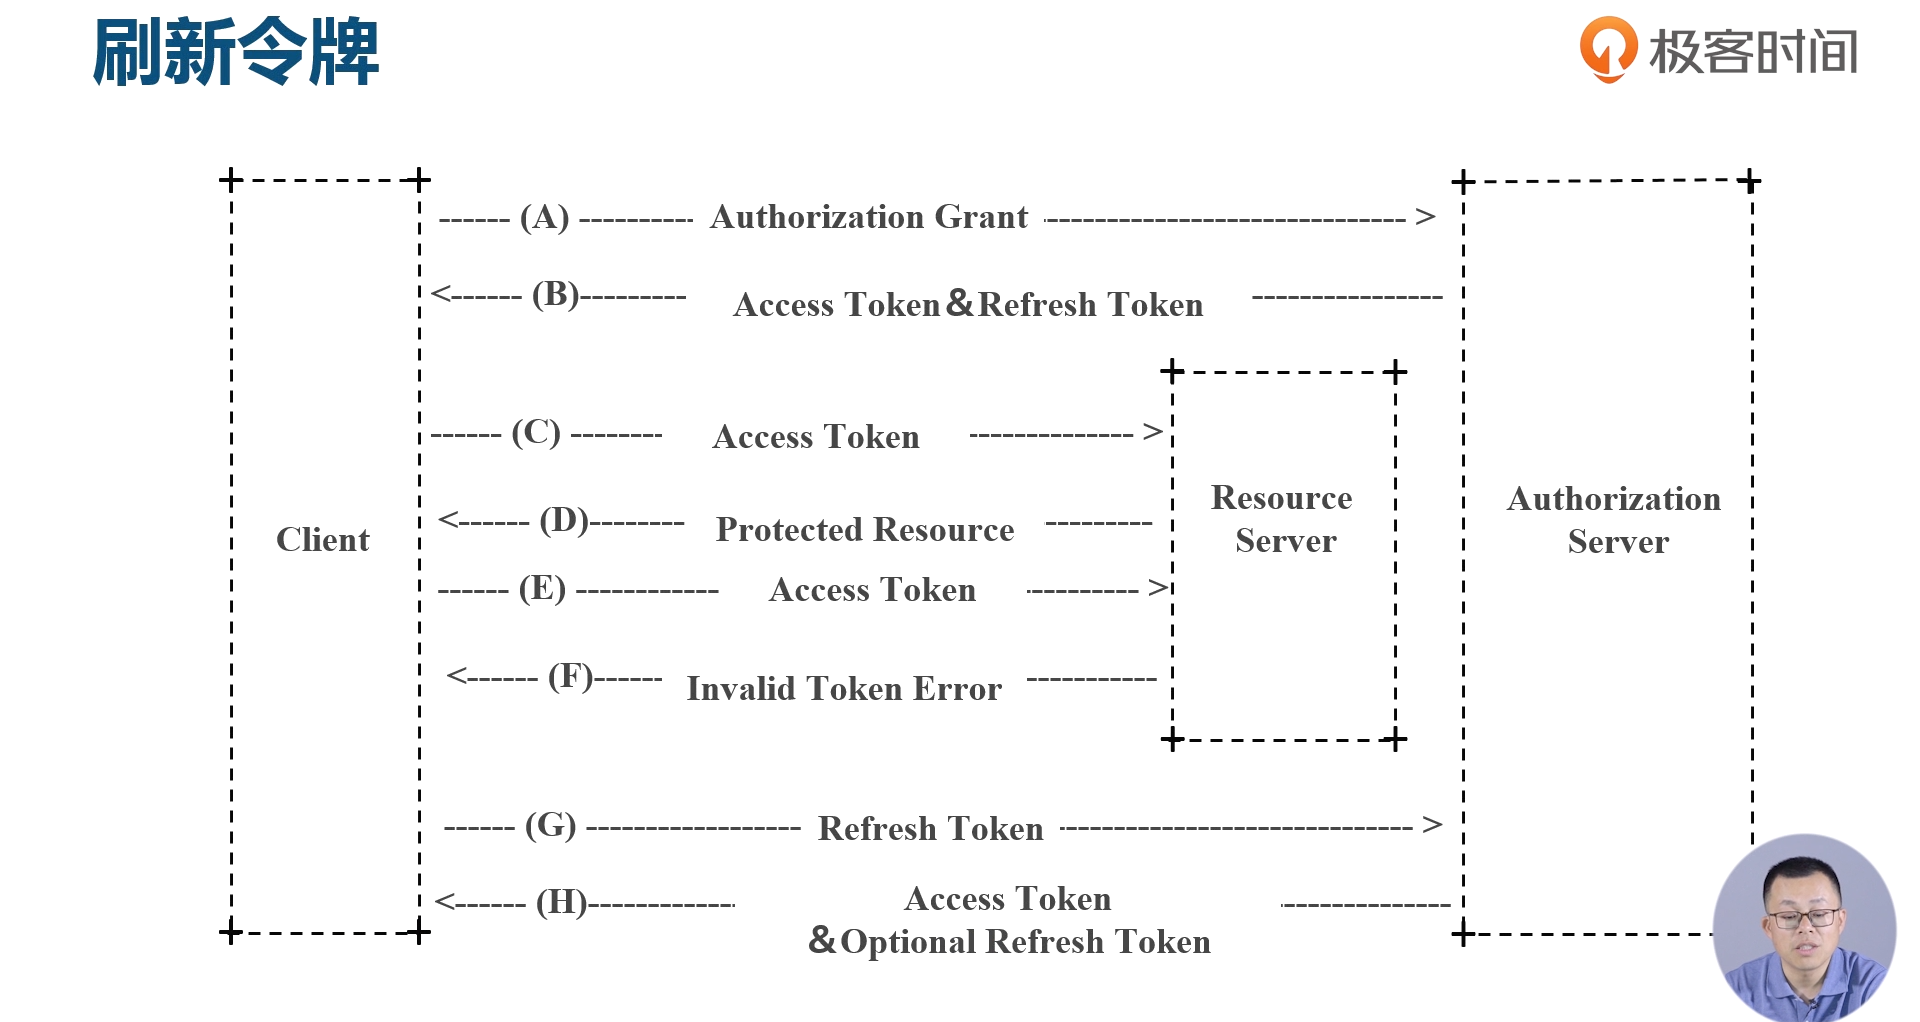 刷新令牌
极客时间
(A) Authorization Grant
(B) Access Token&Refresh Token
(C) Access Token
(D) Protected Resource
Resource
Server
Authorization
Server
Client
(E) Access Token
(F) Invalid Token Error
(G) Refresh Token
(H) Access Token
&Optional Refresh Token